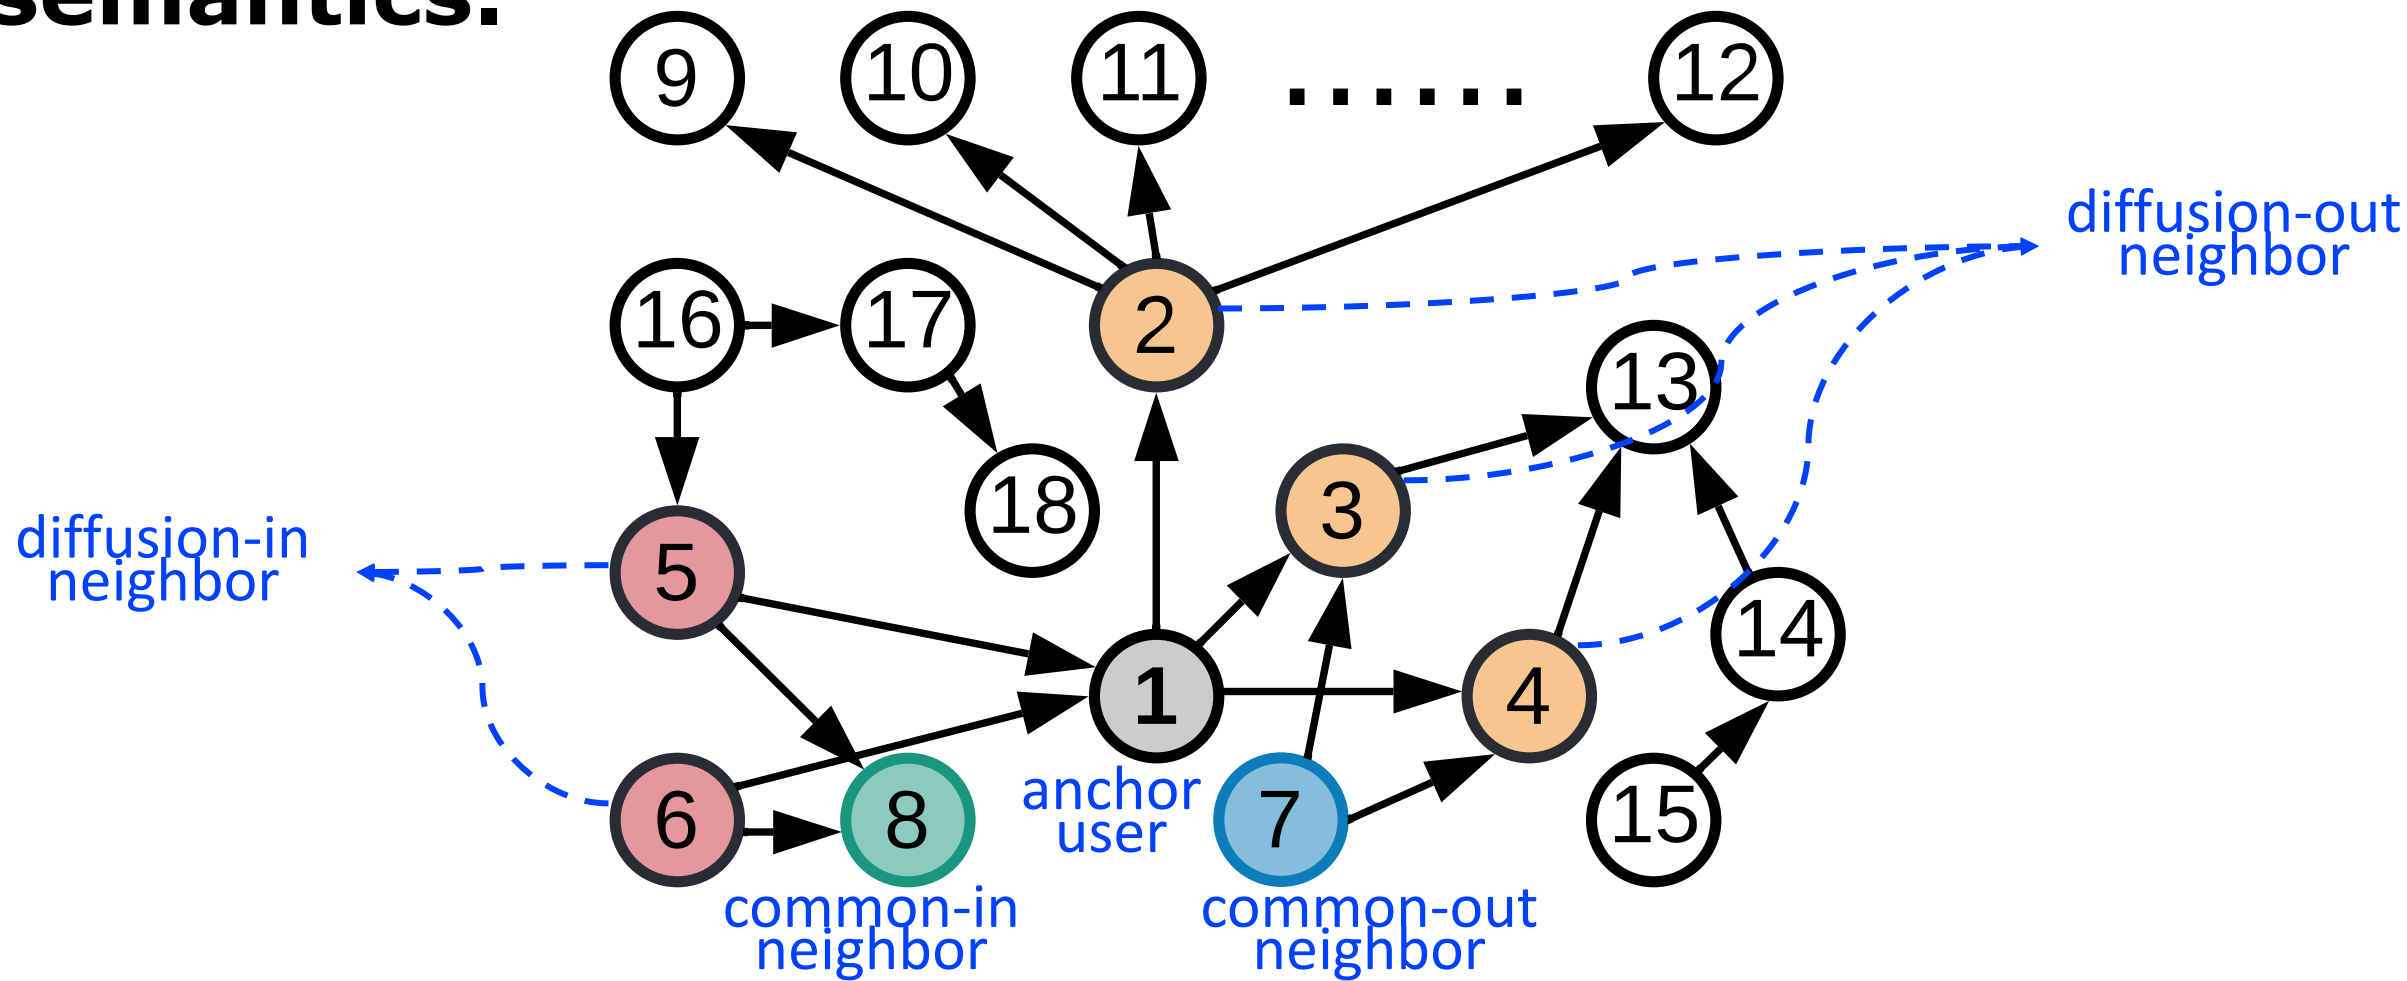 semantics.
9
10
11
......
12
diffusion-out
neighbor
16
17
2
13
18
3
diffusion-in
neighbor
5
14
1
4
6
8
anchor
user
7
15
common-in
neighbor
common-out
neighbor